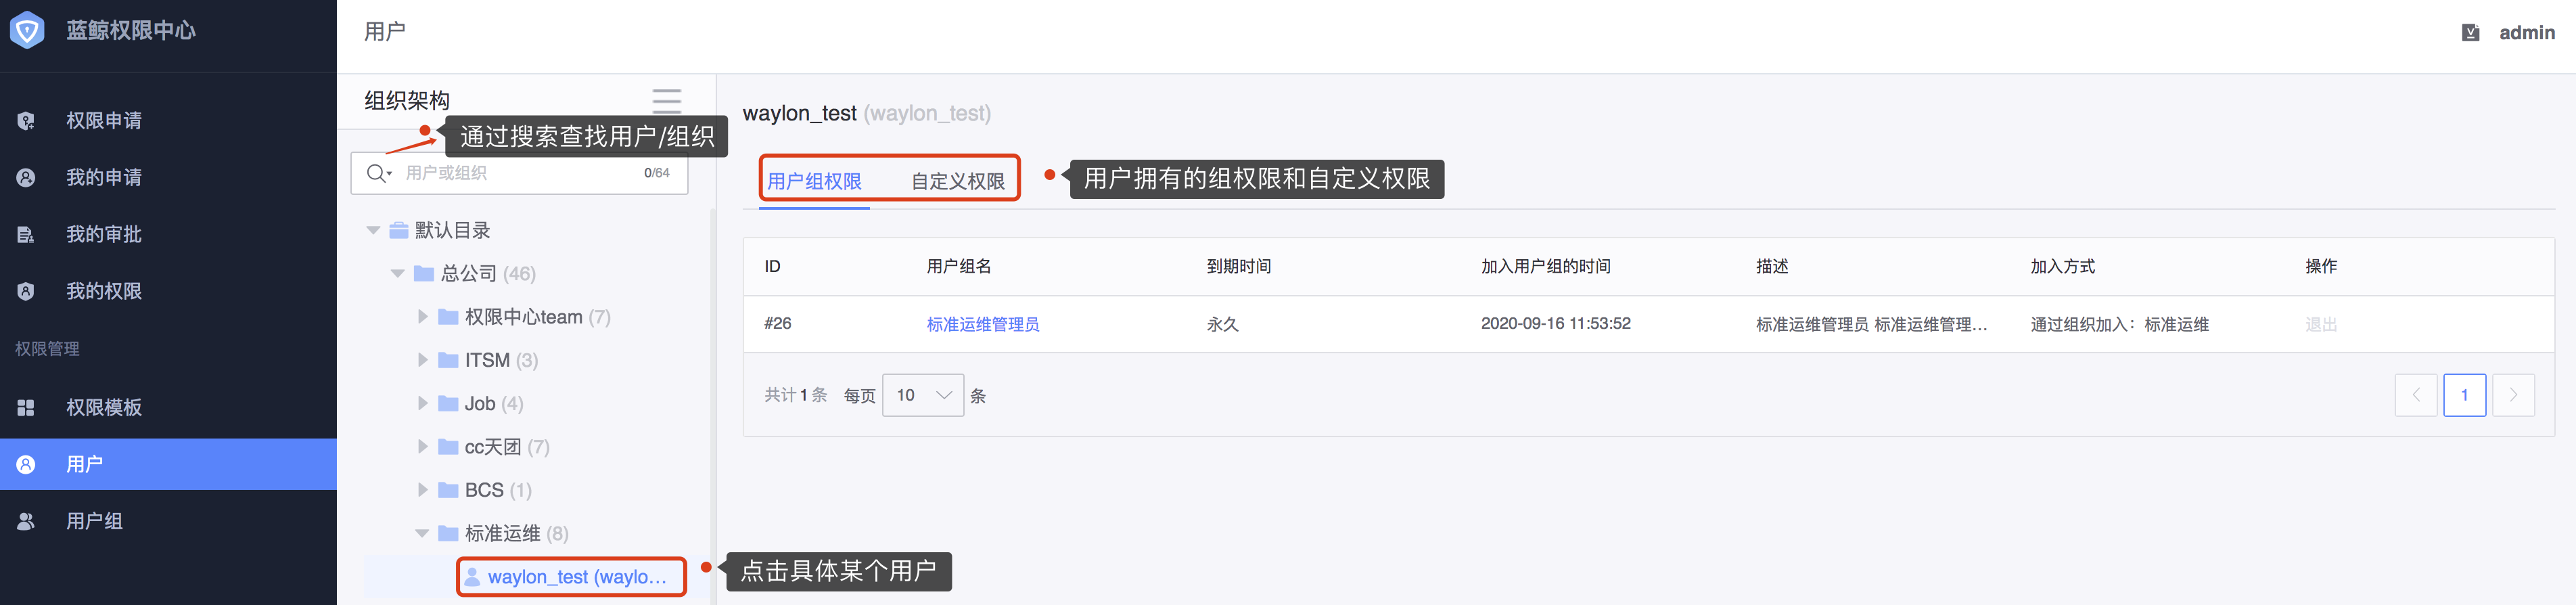 蓝鲸权限中心
权限申请
我的申请
我的审批
我的权限
权限管理
权限模板
用户
用户组
用户
admin
组织架构
通过搜索查找用户/组织
用户或组织
0/64
默认目录
总公司 (46)
权限中心team (7)
ITSM (3)
Job (4)
cc天团 (7)
BCS (1)
标准运维 (8)
waylon_test (waylo...
点击具体某个用户
waylon_test (waylon_test)
用户组权限 自定义权限
用户拥有的组权限和自定义权限
ID 用户组名 到期时间 加入用户组的时间 描述 加入方式 操作
#26 标准运维管理员 永久 2020-09-16 11:53:52 标准运维管理员 标准运维管理... 通过组织加入：标准运维 退出
共计 1 条 每页 10 条
1